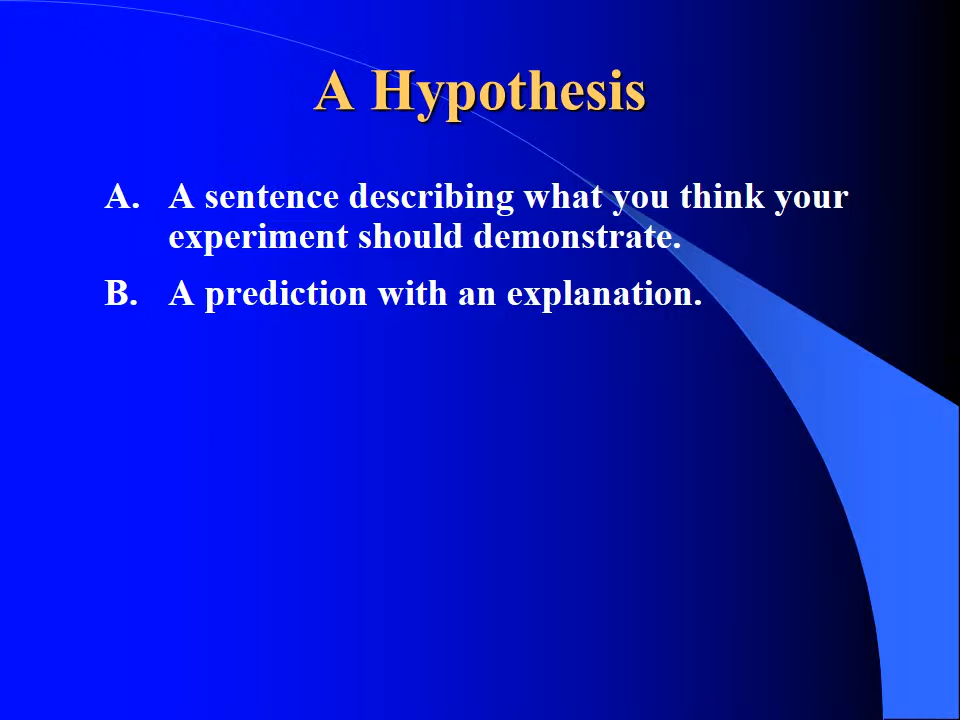 A Hypothesis
A. A sentence describing what you think your
experiment should demonstrate.
B. A prediction with an explanation.